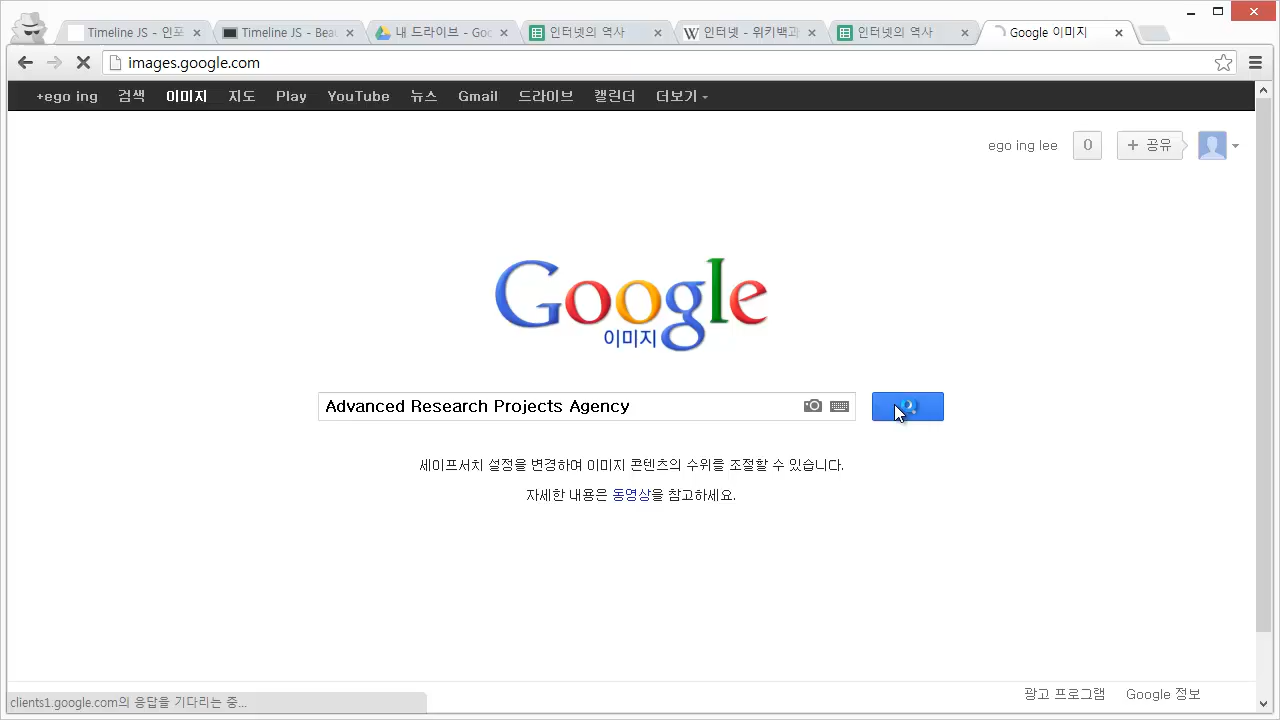 Timeline JS - 인포
Timeline JS - Beau
내 드라이브 - Goo
인터넷의 역사
W 인터넷 - 위키백과
인터넷의 역사
Google 이미지
images.google.com
+ego ing 검색 이미지 지도 Play YouTube 뉴스 Gmail 드라이브 캘린더 더보기
ego ing lee 0 + 공유
Google
이미지
Advanced Research Projects Agency
세이프서치 설정을 변경하여 이미지 콘텐츠의 수위를 조절할 수 있습니다.
자세한 내용은 동영상을 참고하세요.
광고 프로그램 Google 정보
clients1.google.com의 응답을 기다리는 중...